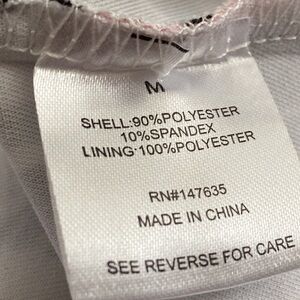 M
SHELL:90%POLYESTER
10%SPANDEX
LINING:100%POLYESTER
RN#147635
MADE IN CHINA
SEE REVERSE FOR CARE